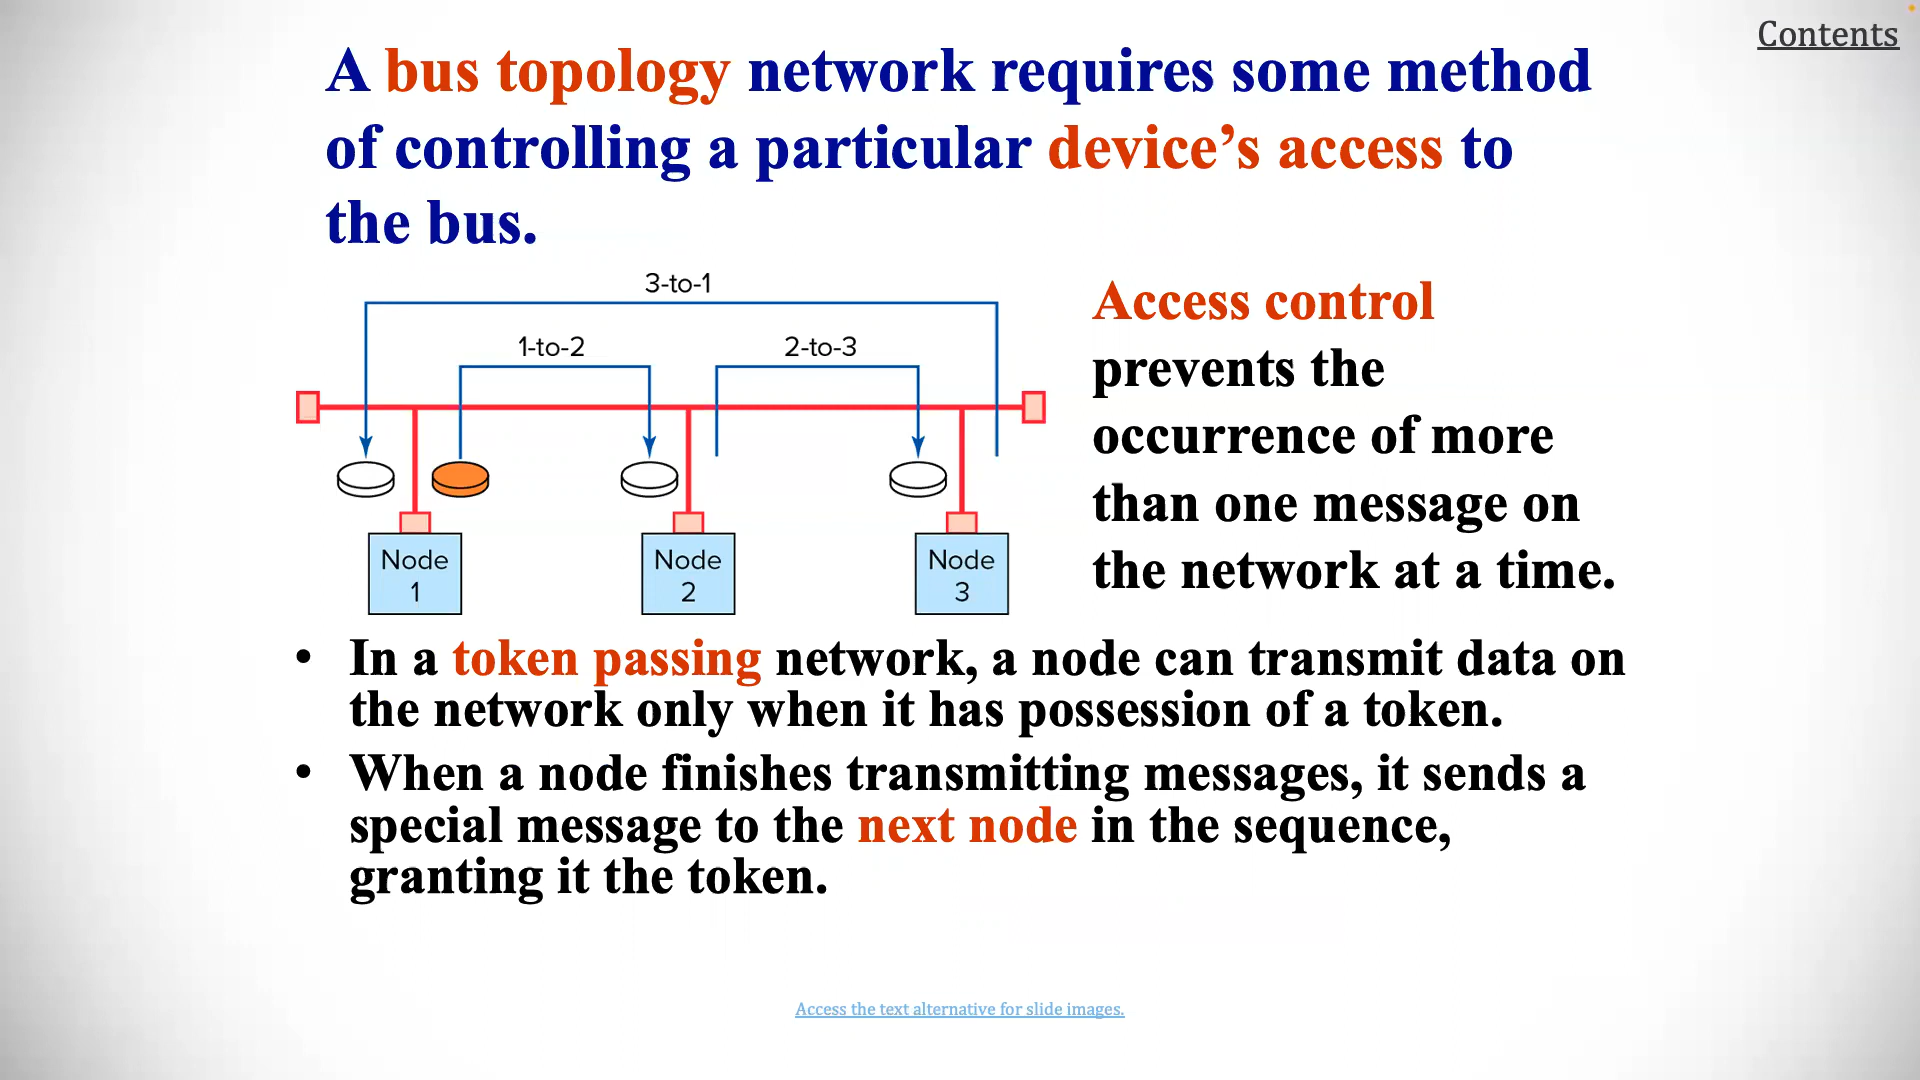 Contents
A bus topology network requires some method
of controlling a particular device’s access to
the bus.
3-to-1
1-to-2
2-to-3
Node
1
Node
2
Node
3
Access control
prevents the
occurrence of more
than one message on
the network at a time.
• In a token passing network, a node can transmit data on
the network only when it has possession of a token.
• When a node finishes transmitting messages, it sends a
special message to the next node in the sequence,
granting it the token.
Access the text alternative for slide images.